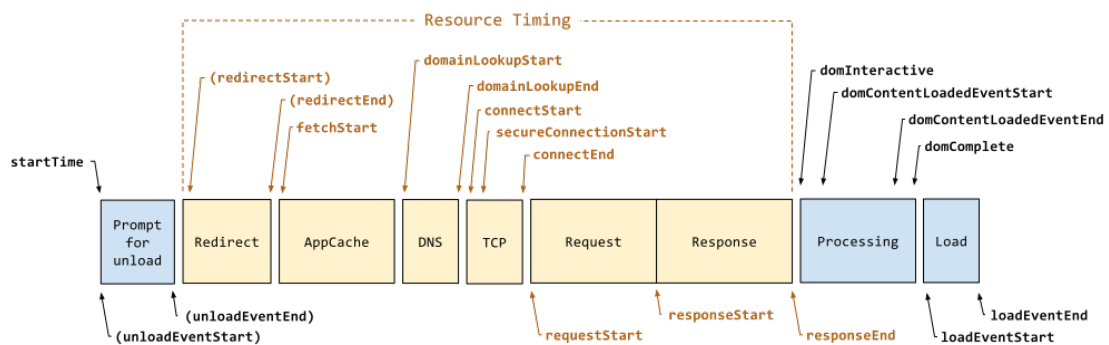 Resource Timing
domainLookupStart
(redirectStart)
domainLookupEnd
domInteractive
(redirectEnd)
connectStart
domContentLoadedEventStart
fetchStart
secureConnectionStart
domContentLoadedEventEnd
connectEnd
domComplete
startTime
Prompt
for
unload
Redirect
AppCache
DNS
TCP
Request
Response
Processing
Load
(unloadEventEnd)
responseStart
loadEventEnd
(unloadEventStart)
requestStart
responseEnd
loadEventStart